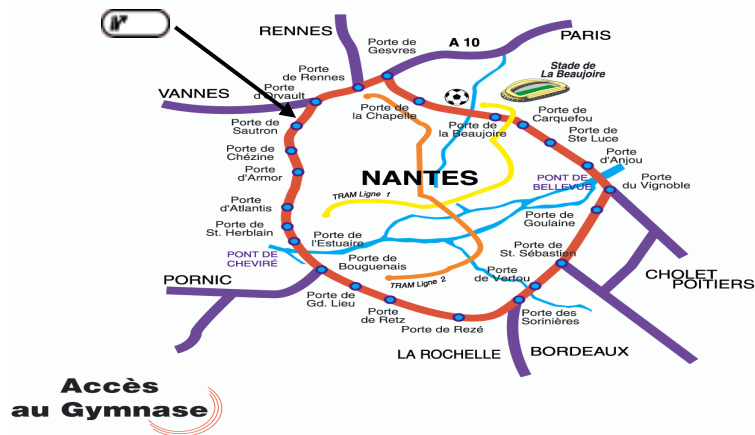 RENNES
Porte de
Gesvres
A 10
PARIS
Stade de
La Beaujoire
Porte
de Rennes
VANNES
Porte
d'Orvault
Porte de
la Chapelle
Porte de
la Beaujoire
Porte de
Carquefou
Porte de
Sautron
Porte de
Ste Luce
Porte de
Chézine
Porte
d'Anjou
Porte
d'Armor
NANTES
PONT DE
BELLEVUE
Porte
du Vignoble
TRAM Ligne 1
Porte
d'Atlantis
Porte de
Goulaine
Porte de
St. Herblain
Porte de
l'Estuaire
Porte de
St. Sébastien
PONT DE
CHEVIRÉ
Porte de
Bouguenais
Porte
de Vertou
CHOLET
POITIERS
PORNIC
TRAM Ligne 2
Porte de
Gd. Lieu
Porte
de Retz
Porte de Rezé
Porte des
Sorinières
LA ROCHELLE
BORDEAUX
Accès
au Gymnase